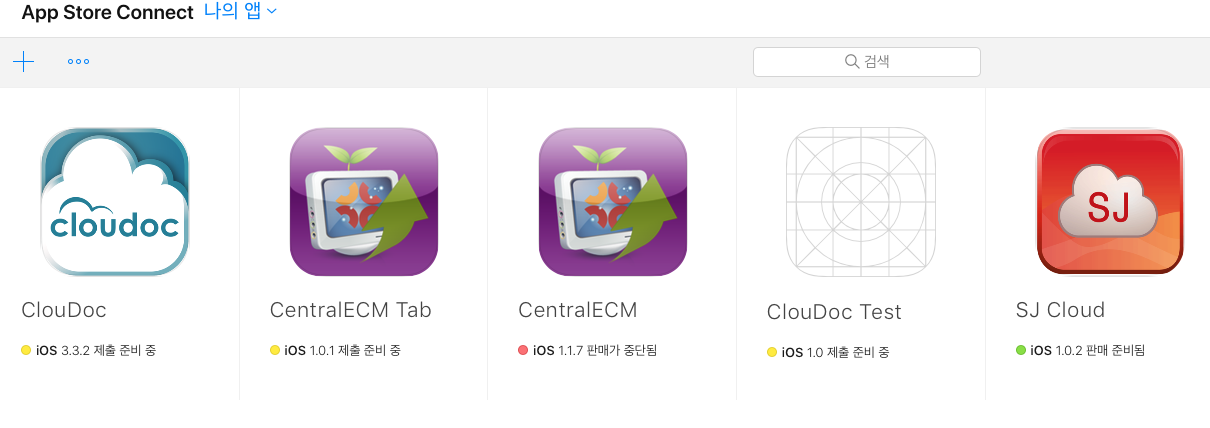 App Store Connect 나의 앱
검색
cloudoc
SJ
ClouDoc
CentralECM Tab
CentralECM
ClouDoc Test
SJ Cloud
iOS 3.3.2 제출 준비 중
iOS 1.0.1 제출 준비 중
iOS 1.1.7 판매가 중단됨
iOS 1.0 제출 준비 중
iOS 1.0.2 판매 준비됨